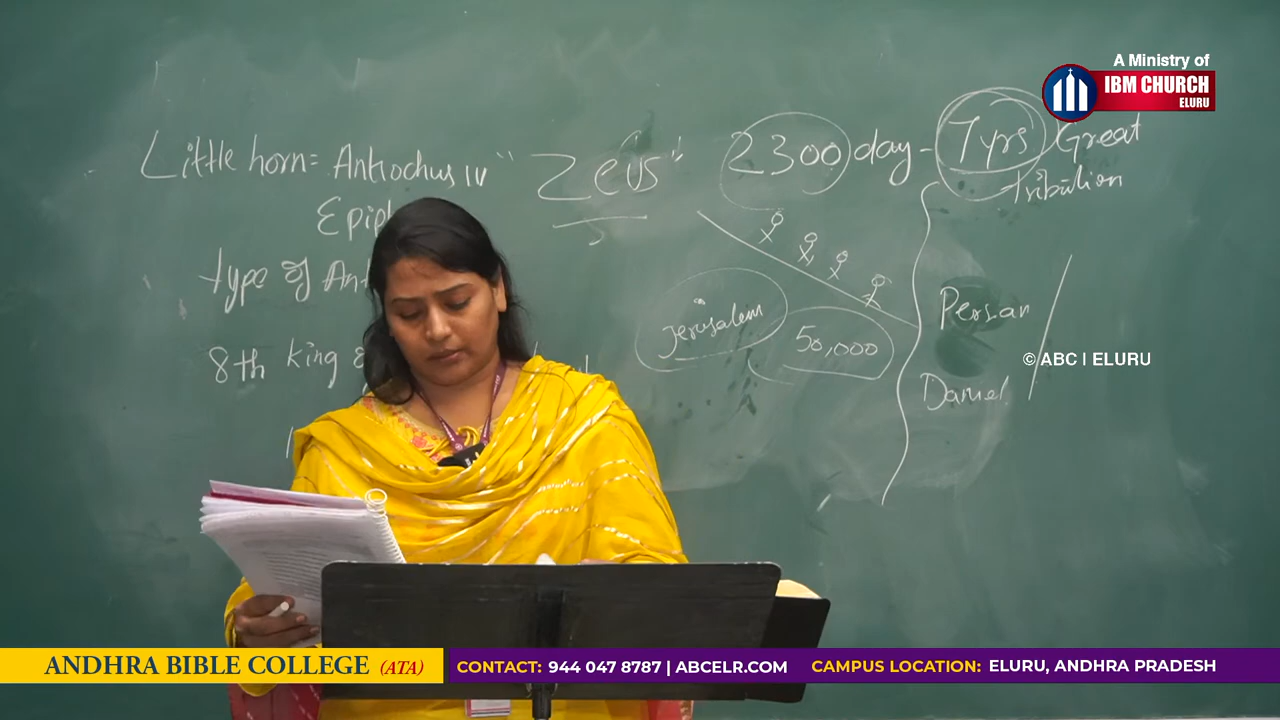 A Ministry of
IBM CHURCH
ELURU
Little horn = Antiochus IV "Zeus" 2300 day - 7yrs Great
Tribulion
Epip
type of An
8th king
Jerusalem
50,000
Persian
Daniel
© ABC | ELURU
ANDHRA BIBLE COLLEGE (ATA)
CONTACT: 944 047 8787 | ABCELR.COM
CAMPUS LOCATION: ELURU, ANDHRA PRADESH